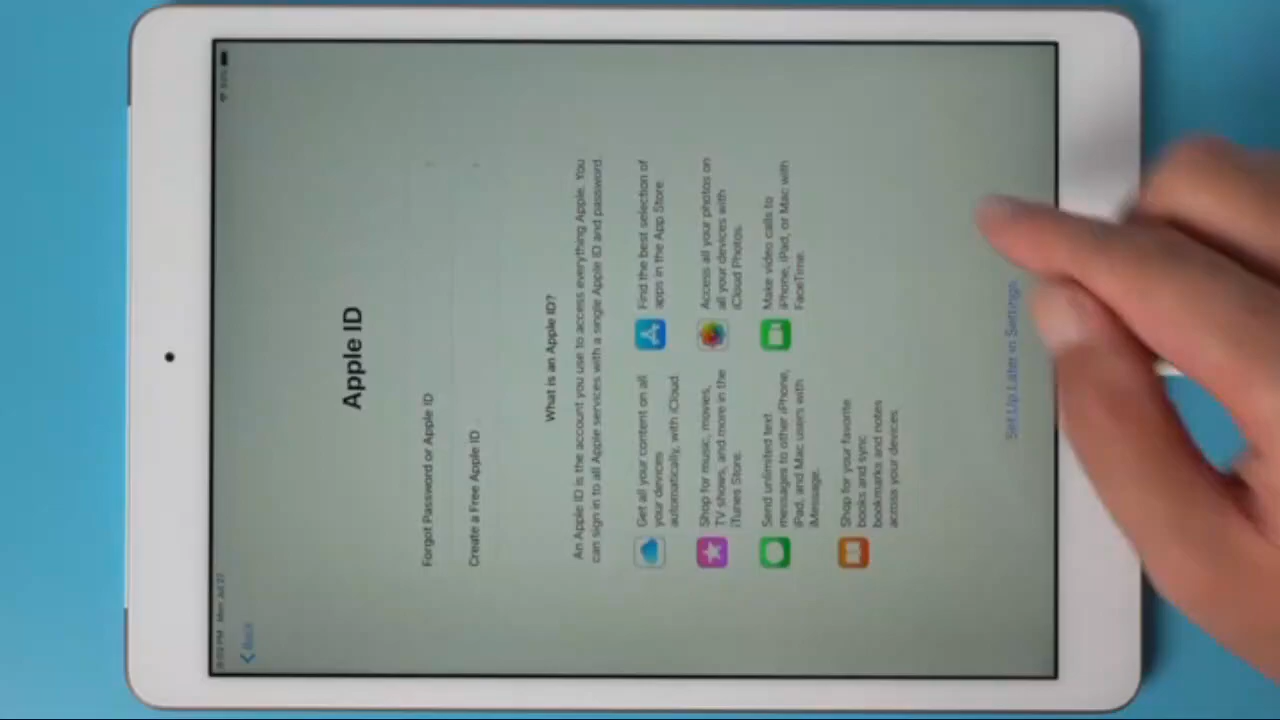 Mon Jul 27
Back
Apple ID
Forgot Password or Apple ID
Create a Free Apple ID
What is an Apple ID?
An Apple ID is the account you use to access everything Apple. You
can sign in to all Apple services with a single Apple ID and password.
Get all your content on all
your devices
automatically, with iCloud
Find the best selection of
apps in the App Store
Shop for music, movies,
TV shows, and more in the
iTunes Store.
Access all your photos on
all your devices with
iCloud Photos.
Send unlimited text
messages to other iPhone,
iPad, and Mac users with
iMessage.
Make video calls to
iPhone, iPad, or Mac with
FaceTime.
Shop for your favorite
books and sync
bookmarks and notes
across your devices
Set Up Later in Settings